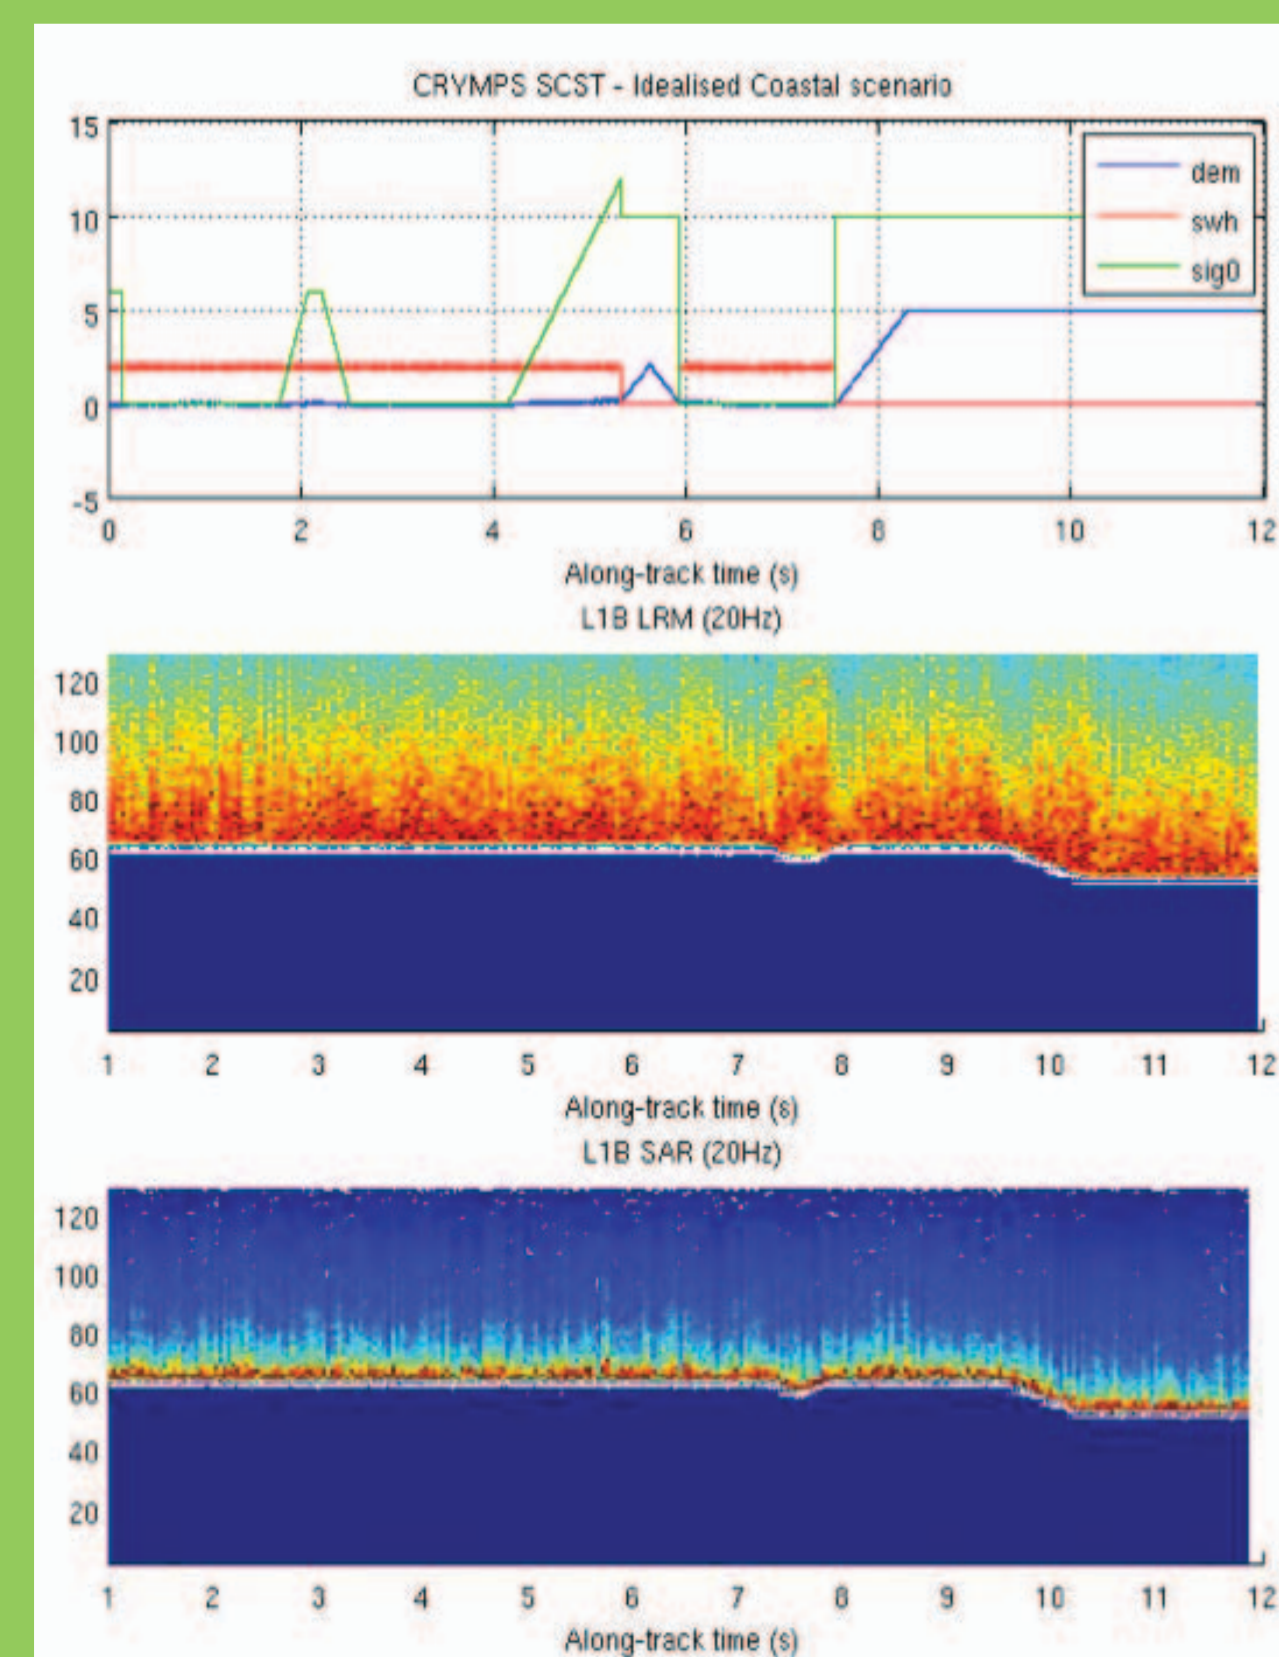 CRYMPS SCST - Idealised Coastal scenario
15
10
5
0
-5
dem
swh
sig0
0 2 4 6 8 10 12
Along-track time (s)
L1B LRM (20Hz)
120
100
80
60
40
20
1 2 3 4 5 6 7 8 9 10 11 12
Along-track time (s)
L1B SAR (20Hz)
120
100
80
60
40
20
1 2 3 4 5 6 7 8 9 10 11 12
Along-track time (s)